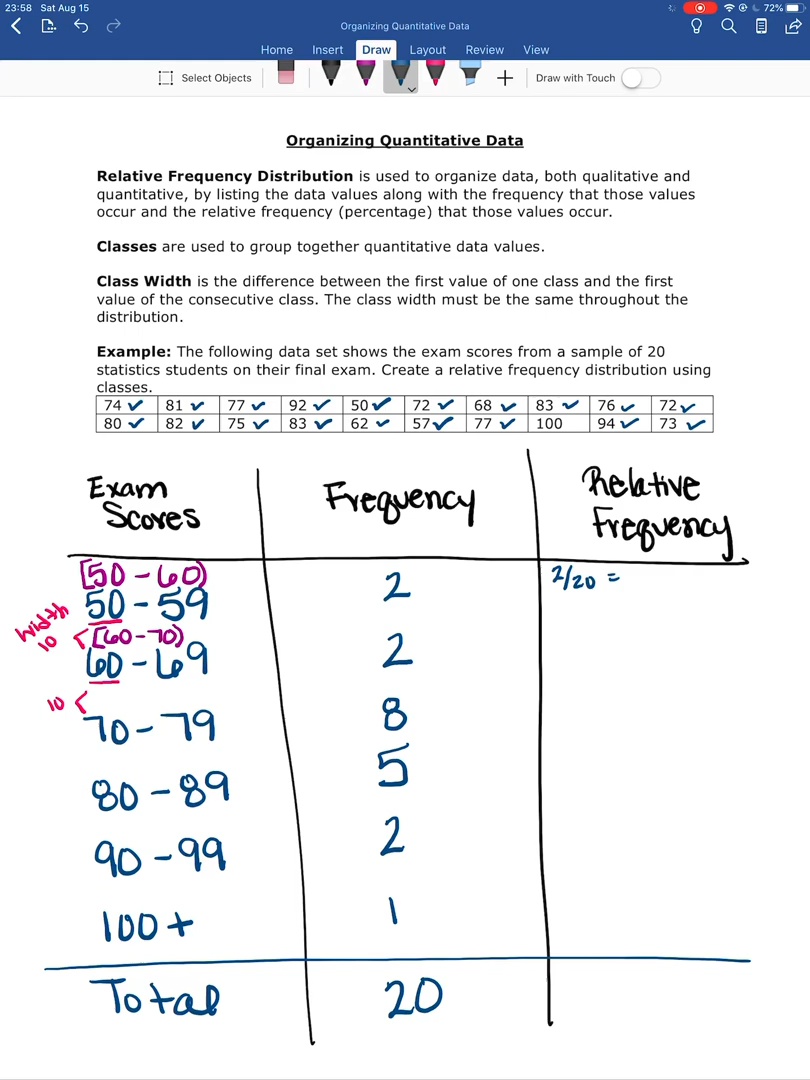 23:58 Sat Aug 15
72%
Organizing Quantitative Data
Home Insert Draw Layout Review View
Select Objects
Draw with Touch
Organizing Quantitative Data
Relative Frequency Distribution is used to organize data, both qualitative and
quantitative, by listing the data values along with the frequency that those values
occur and the relative frequency (percentage) that those values occur.
Classes are used to group together quantitative data values.
Class Width is the difference between the first value of one class and the first
value of the consecutive class. The class width must be the same throughout the
distribution.
Example: The following data set shows the exam scores from a sample of 20
statistics students on their final exam. Create a relative frequency distribution using
classes.
74 81 77 92 50 72 68 83 76 72
80 82 75 83 62 57 77 100 94 73
Exam
Scores
Frequency
Relative
Frequency
[50 - 60)
50 - 59 2 2/20 =
Width
10 < [60 - 70)
60 - 69 2
10 <
70 - 79 8
80 - 89 5
90 - 99 2
100 + 1
Total 20